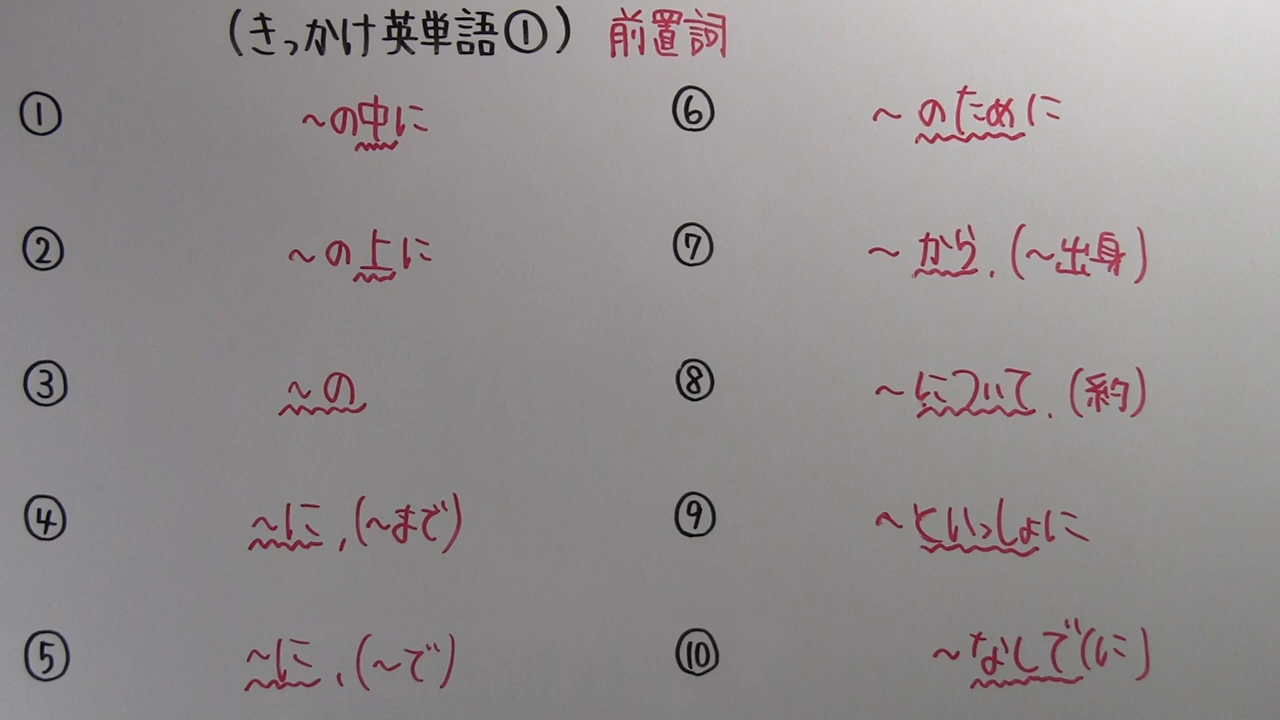 (きっかけ英単語①) 前置詞
① ~の中に
② ~の上に
③ ~の
④ ~に,(~まで)
⑤ ~に,(~で)
⑥ ~のために
⑦ ~から,(~出身)
⑧ ~について,(約)
⑨ ~といっしょに
⑩ ~なしで(に)